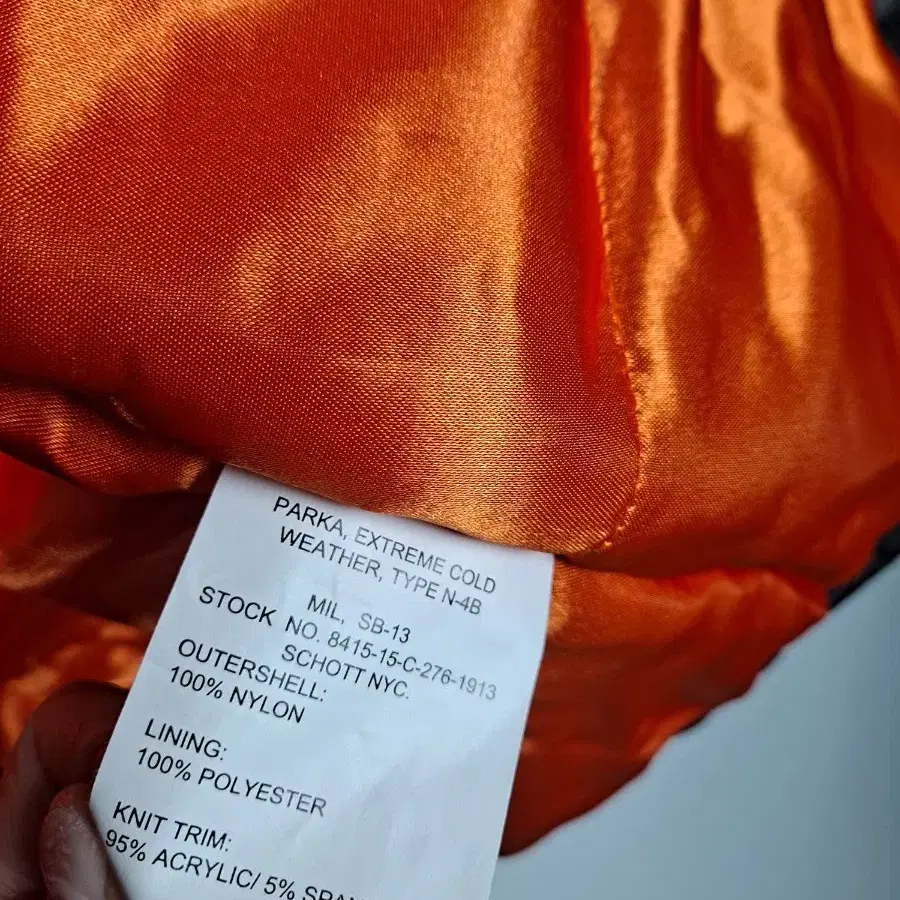 PARKA, EXTREME COLD
WEATHER, TYPE N-4B
MIL, SB-13
STOCK NO. 8415-15-C-276-1913
SCHOTT NYC.
OUTERSHELL:
100% NYLON
LINING:
100% POLYESTER
KNIT TRIM:
95% ACRYLIC/ 5%